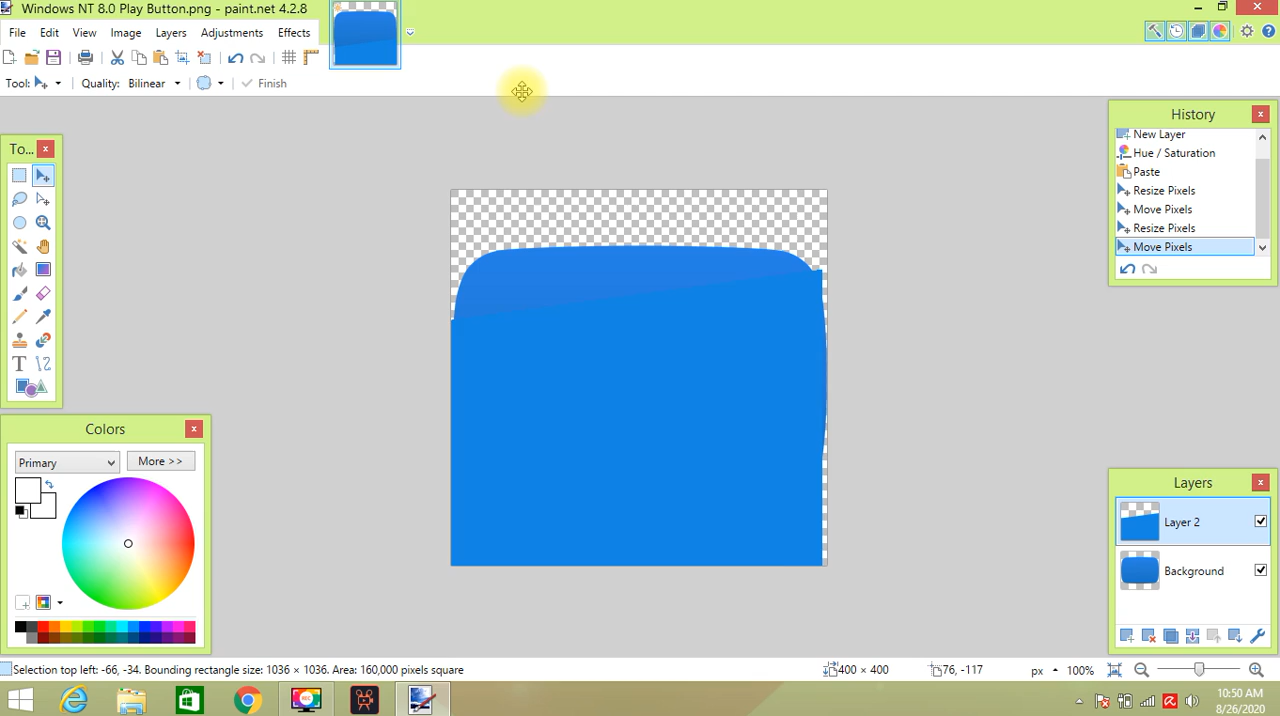 Windows NT 8.0 Play Button.png - paint.net 4.2.8
File Edit View Image Layers Adjustments Effects
Tool: Quality: Bilinear Finish
To...
History
New Layer
Hue / Saturation
Paste
Resize Pixels
Move Pixels
Resize Pixels
Move Pixels
Colors
Primary More >>
Layers
Layer 2
Background
Selection top left: -66, -34. Bounding rectangle size: 1036 × 1036. Area: 160,000 pixels square 400 × 400 76, -117 px 100%
REC
10:50 AM
8/26/2020